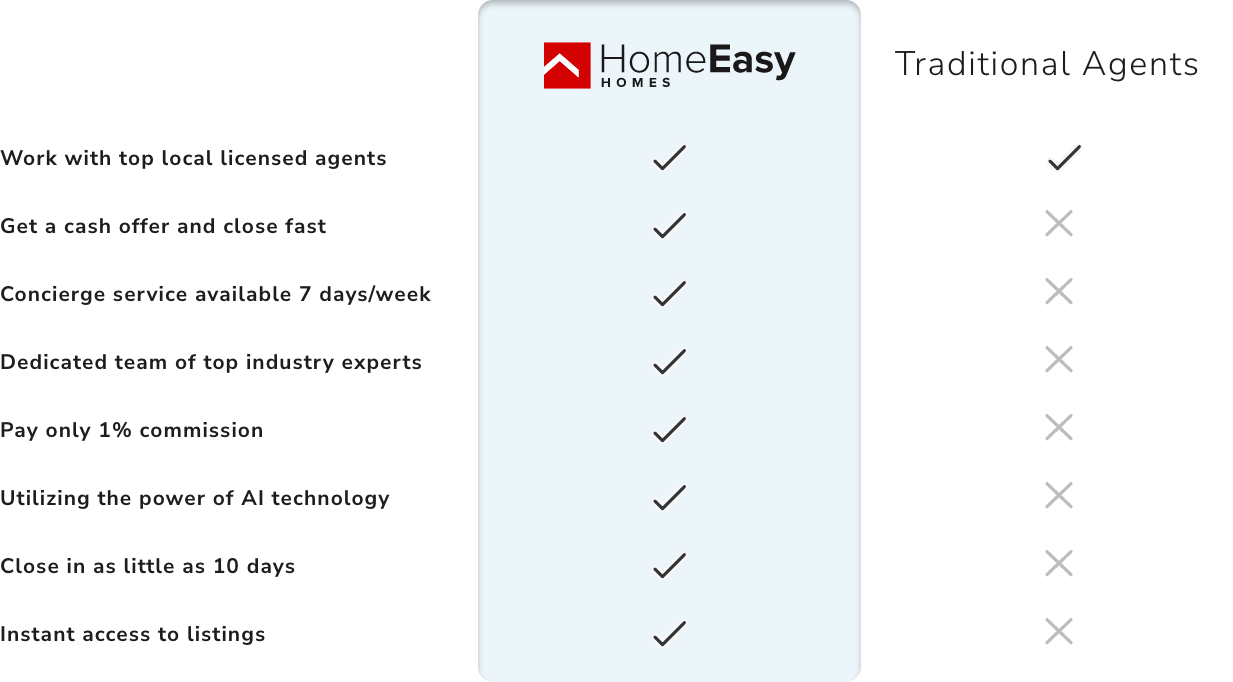 HomeEasy
HOMES
Traditional Agents
Work with top local licensed agents
Get a cash offer and close fast
Concierge service available 7 days/week
Dedicated team of top industry experts
Pay only 1% commission
Utilizing the power of AI technology
Close in as little as 10 days
Instant access to listings